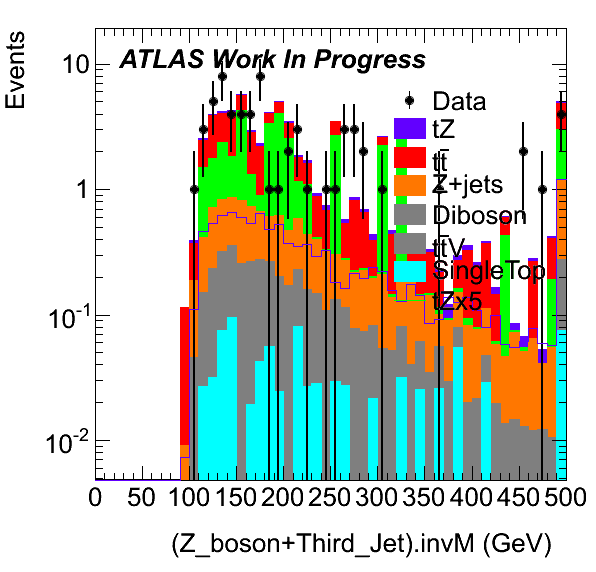 Events
ATLAS Work In Progress
Data
tZ
tt̄
Z+jets
Diboson
tt̄V
SingleTop
tZx5
10
1
10⁻¹
10⁻²
0 50 100 150 200 250 300 350 400 450 500
(Z_boson+Third_Jet).invM (GeV)